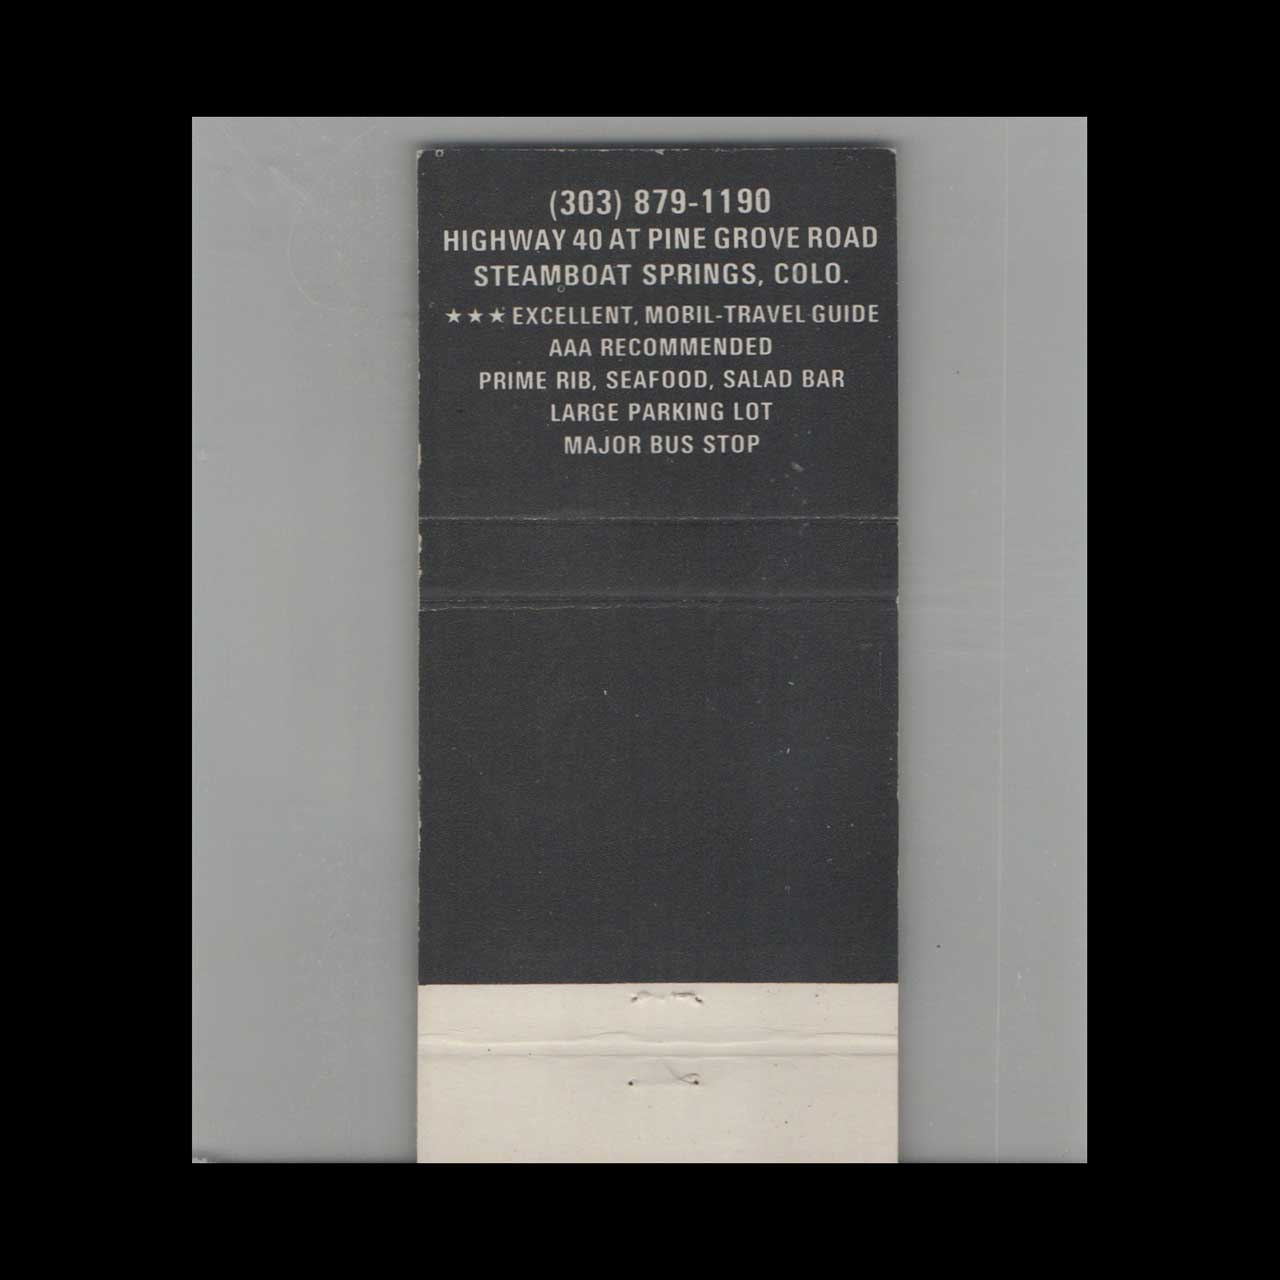 (303) 879-1190
HIGHWAY 40 AT PINE GROVE ROAD
STEAMBOAT SPRINGS, COLO.
★★★ EXCELLENT, MOBIL-TRAVEL GUIDE
AAA RECOMMENDED
PRIME RIB, SEAFOOD, SALAD BAR
LARGE PARKING LOT
MAJOR BUS STOP